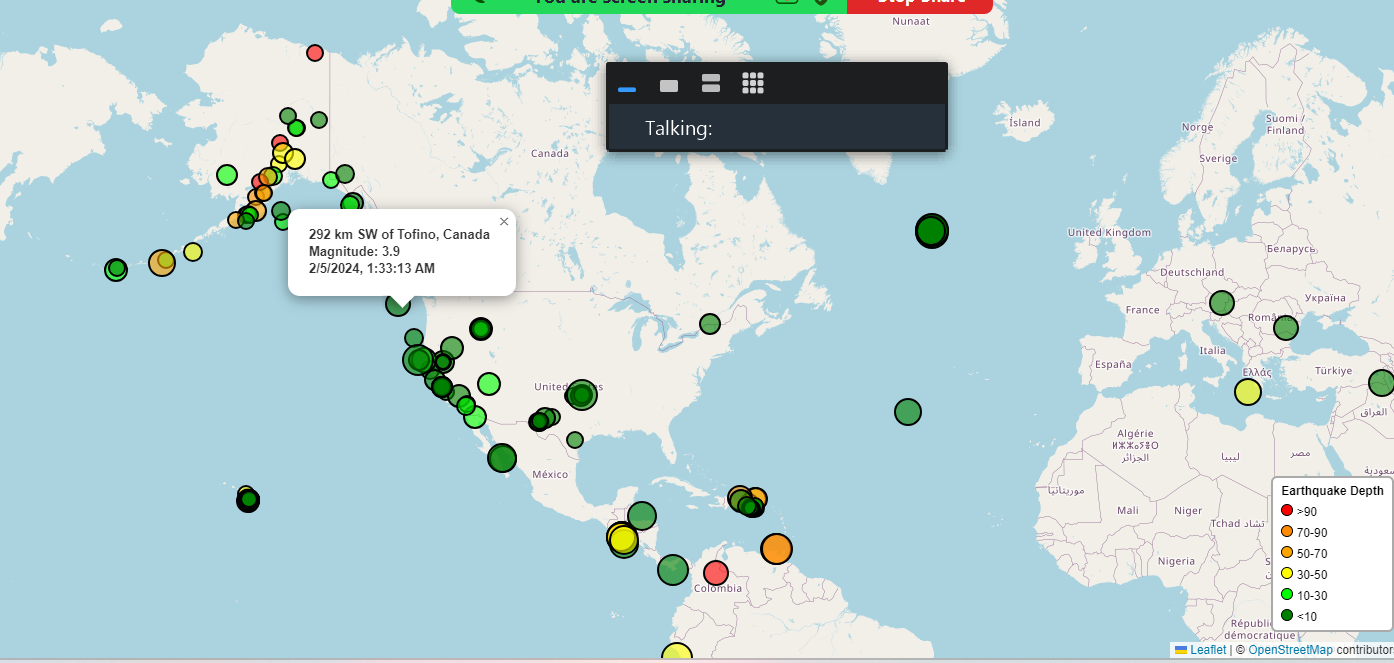 You are screen sharing
Stop Share
Nunaat
Talking:
Ísland
Norge
Suomi /
Finland
Sverige
Canada
United Kingdom
Беларусь
Deutschland
Україна
France
România
Italia
España
Ελλάς
Türkiye
292 km SW of Tofino, Canada
Magnitude: 3.9
2/5/2024, 1:33:13 AM
×
United States
العراق
Algérie
ⵍⵣⵣⴰⵢⴻⵔ
الجزائر
ليبيا
مصر
السعودية
México
موريتانيا
Mali
Niger
Tchad تشاد
Nigeria
Colombia
Earthquake Depth
>90
70-90
50-70
30-50
10-30
<10
démocratique
Leaflet | © OpenStreetMap contributor